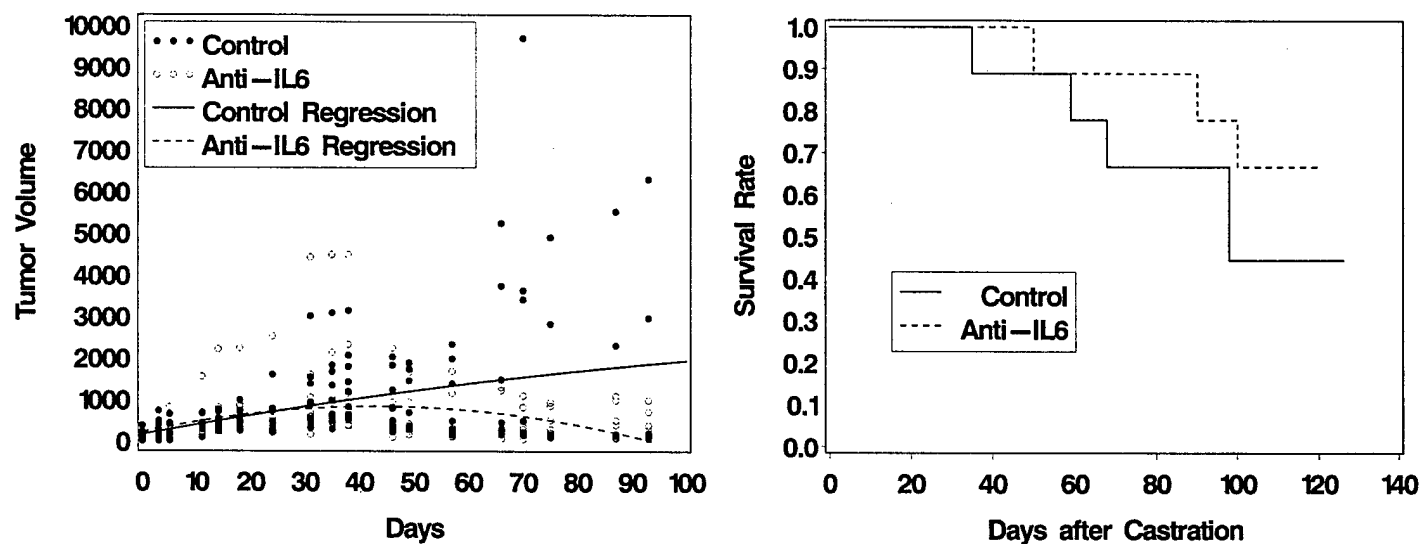 10000
9000
8000
7000
6000
5000
4000
3000
2000
1000
0
Tumor Volume
Control
Anti-IL6
Control Regression
Anti-IL6 Regression
0 10 20 30 40 50 60 70 80 90 100
Days
1.0
0.9
0.8
0.7
0.6
0.5
0.4
0.3
0.2
0.1
0.0
Survival Rate
Control
Anti-IL6
0 20 40 60 80 100 120 140
Days after Castration